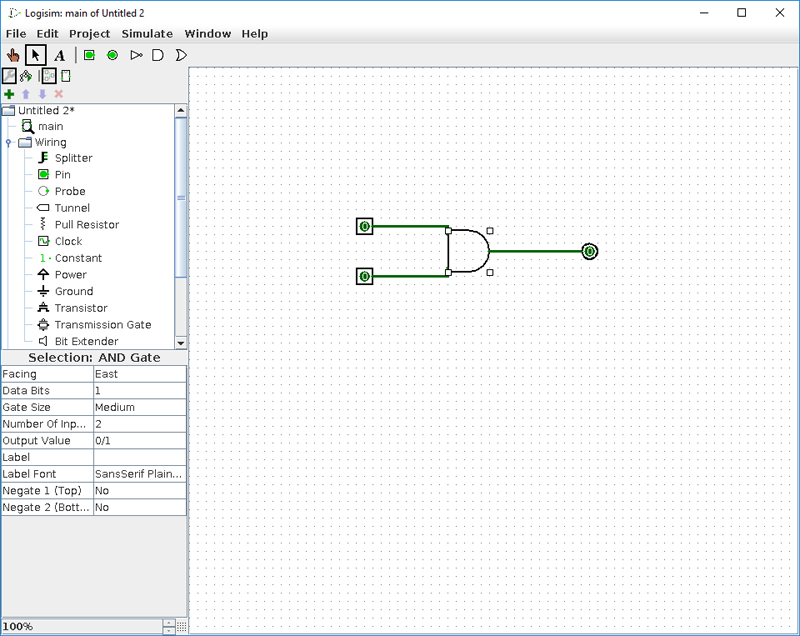 Logisim: main of Untitled 2
File Edit Project Simulate Window Help
A
Untitled 2*
main
Wiring
Splitter
Pin
Probe
Tunnel
Pull Resistor
Clock
1 Constant
Power
Ground
Transistor
Transmission Gate
Bit Extender
Selection: AND Gate
Facing East
Data Bits 1
Gate Size Medium
Number Of Inp... 2
Output Value 0/1
Label
Label Font SansSerif Plain...
Negate 1 (Top) No
Negate 2 (Bott... No
0
0
0
100%